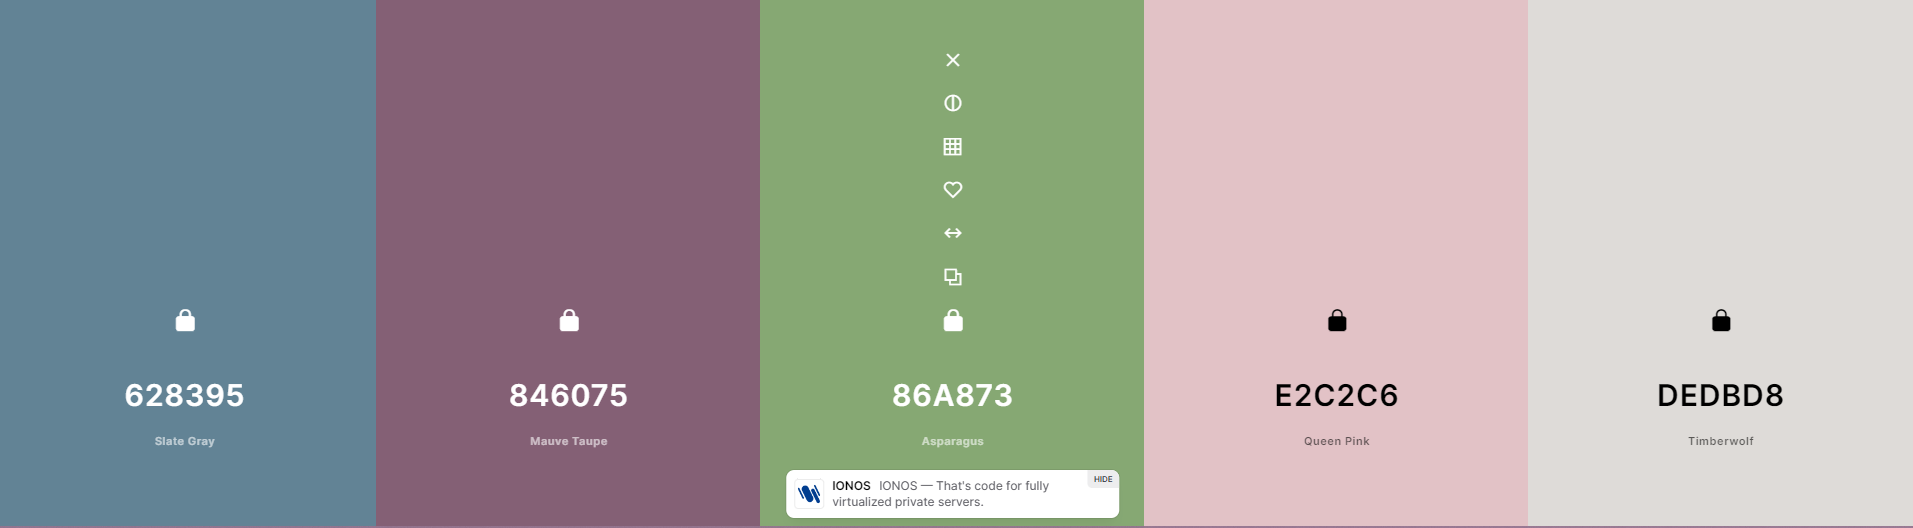 628395
Slate Gray
846075
Mauve Taupe
86A873
Asparagus
E2C2C6
Queen Pink
DEDBD8
Timberwolf
IONOS IONOS — That's code for fully
virtualized private servers.
HIDE